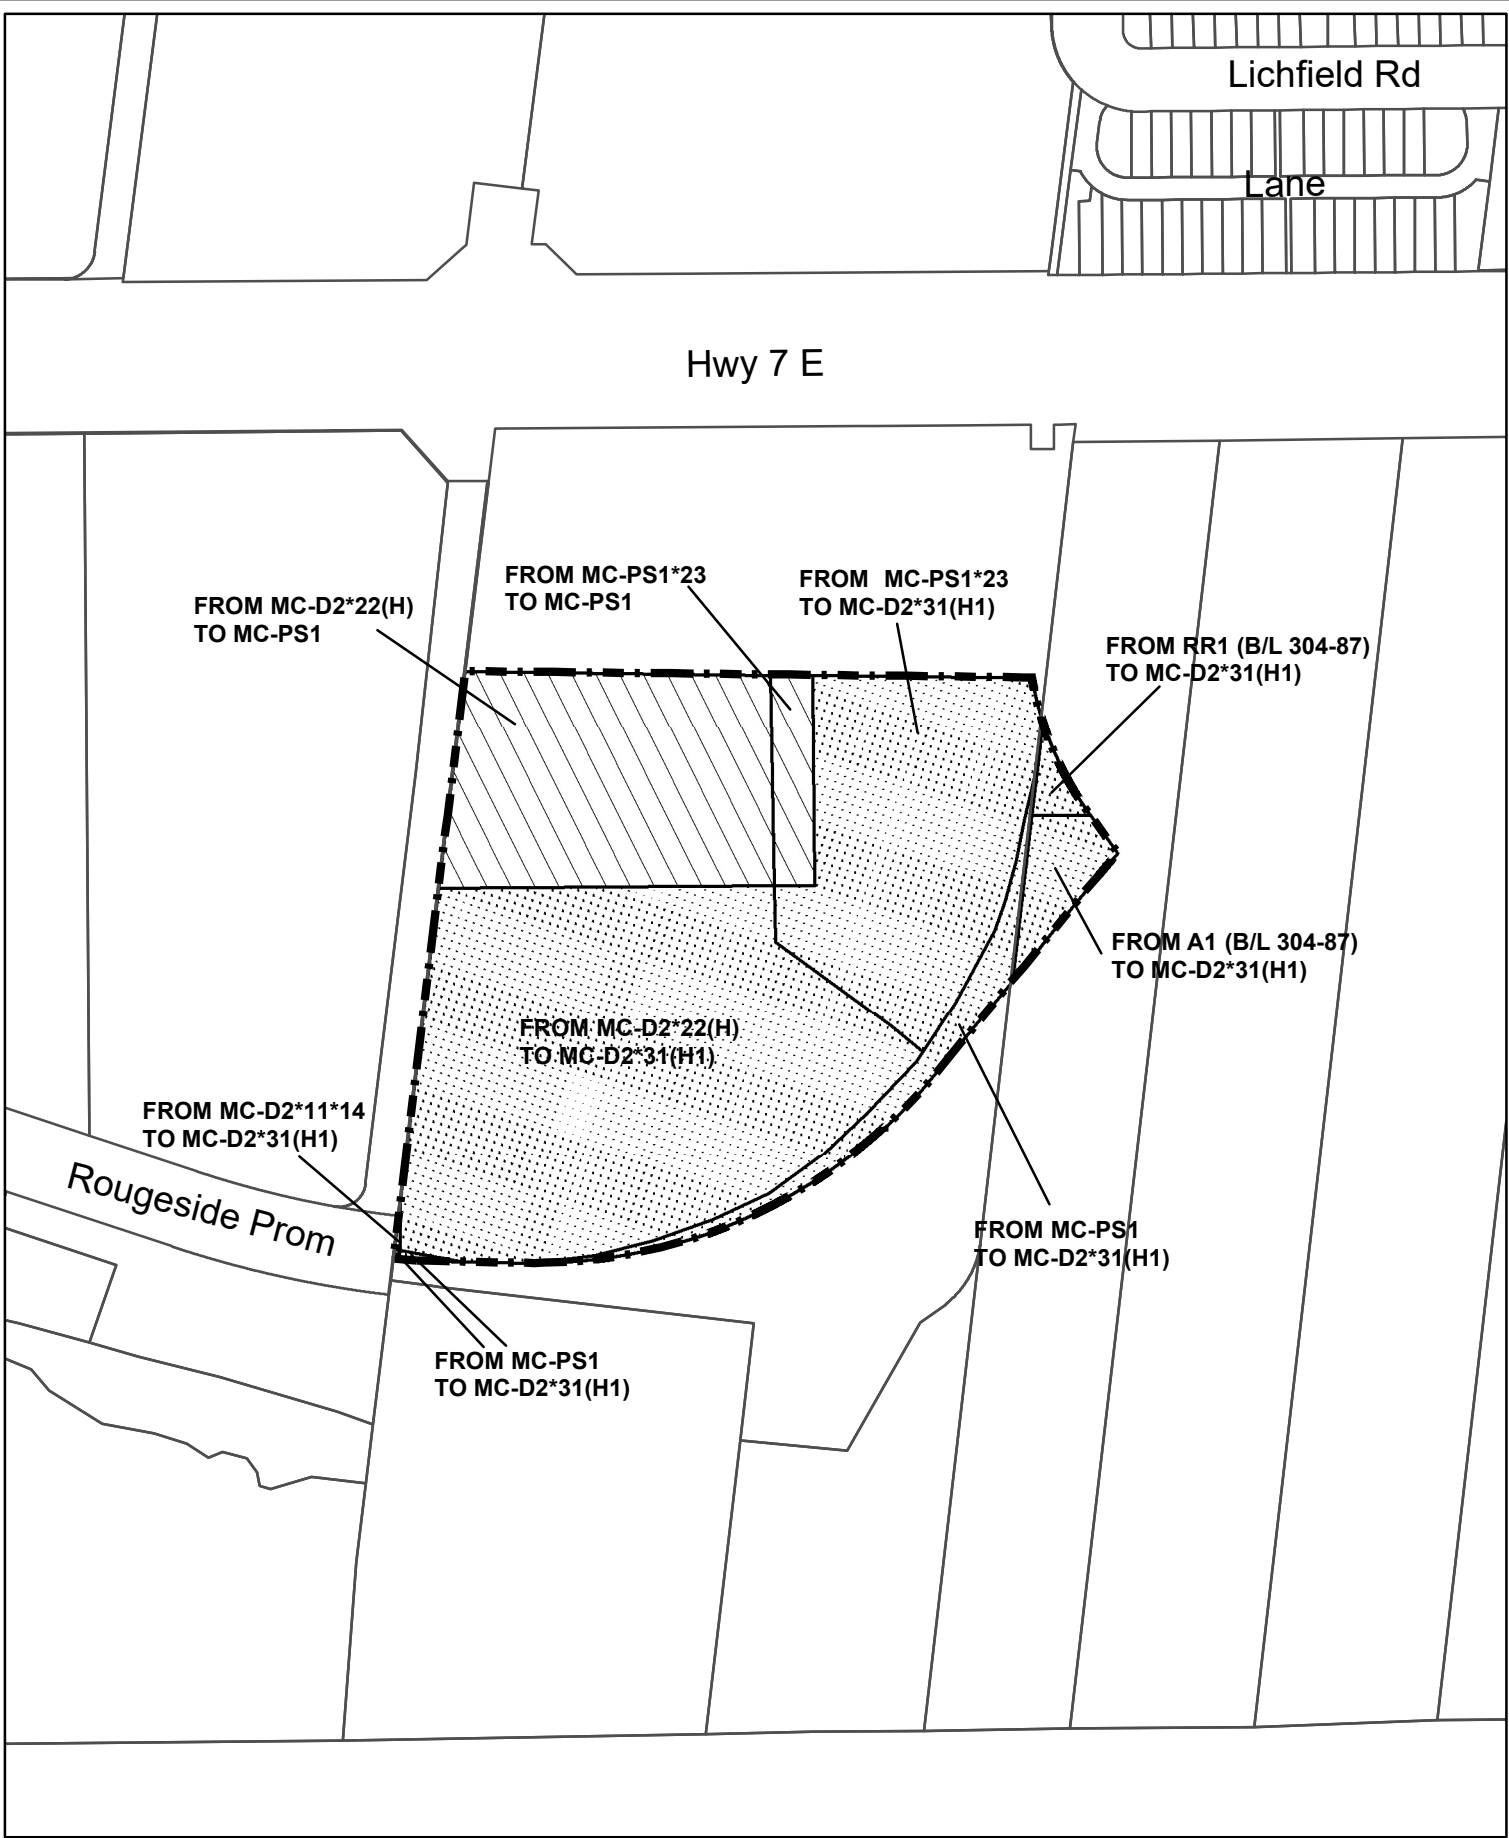 Lichfield Rd
Lane
Hwy 7 E
FROM MC-PS1*23
TO MC-PS1
FROM MC-PS1*23
TO MC-D2*31(H1)
FROM MC-D2*22(H)
TO MC-PS1
FROM RR1 (B/L 304-87)
TO MC-D2*31(H1)
FROM A1 (B/L 304-87)
TO MC-D2*31(H1)
FROM MC-D2*22(H)
TO MC-D2*31(H1)
FROM MC-D2*11*14
TO MC-D2*31(H1)
Rougeside Prom
FROM MC-PS1
TO MC-D2*31(H1)
FROM MC-PS1
TO MC-D2*31(H1)